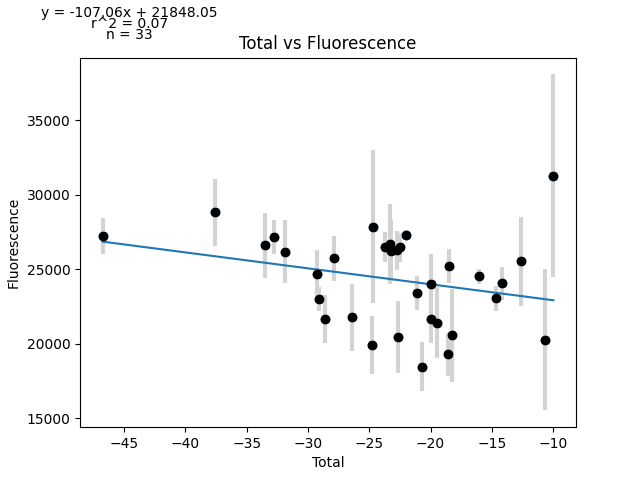 y = -107.06x + 21848.05
r^2 = 0.07
n = 33
Total vs Fluorescence
35000
30000
25000
20000
15000
Fluorescence
−45 −40 −35 −30 −25 −20 −15 −10
Total